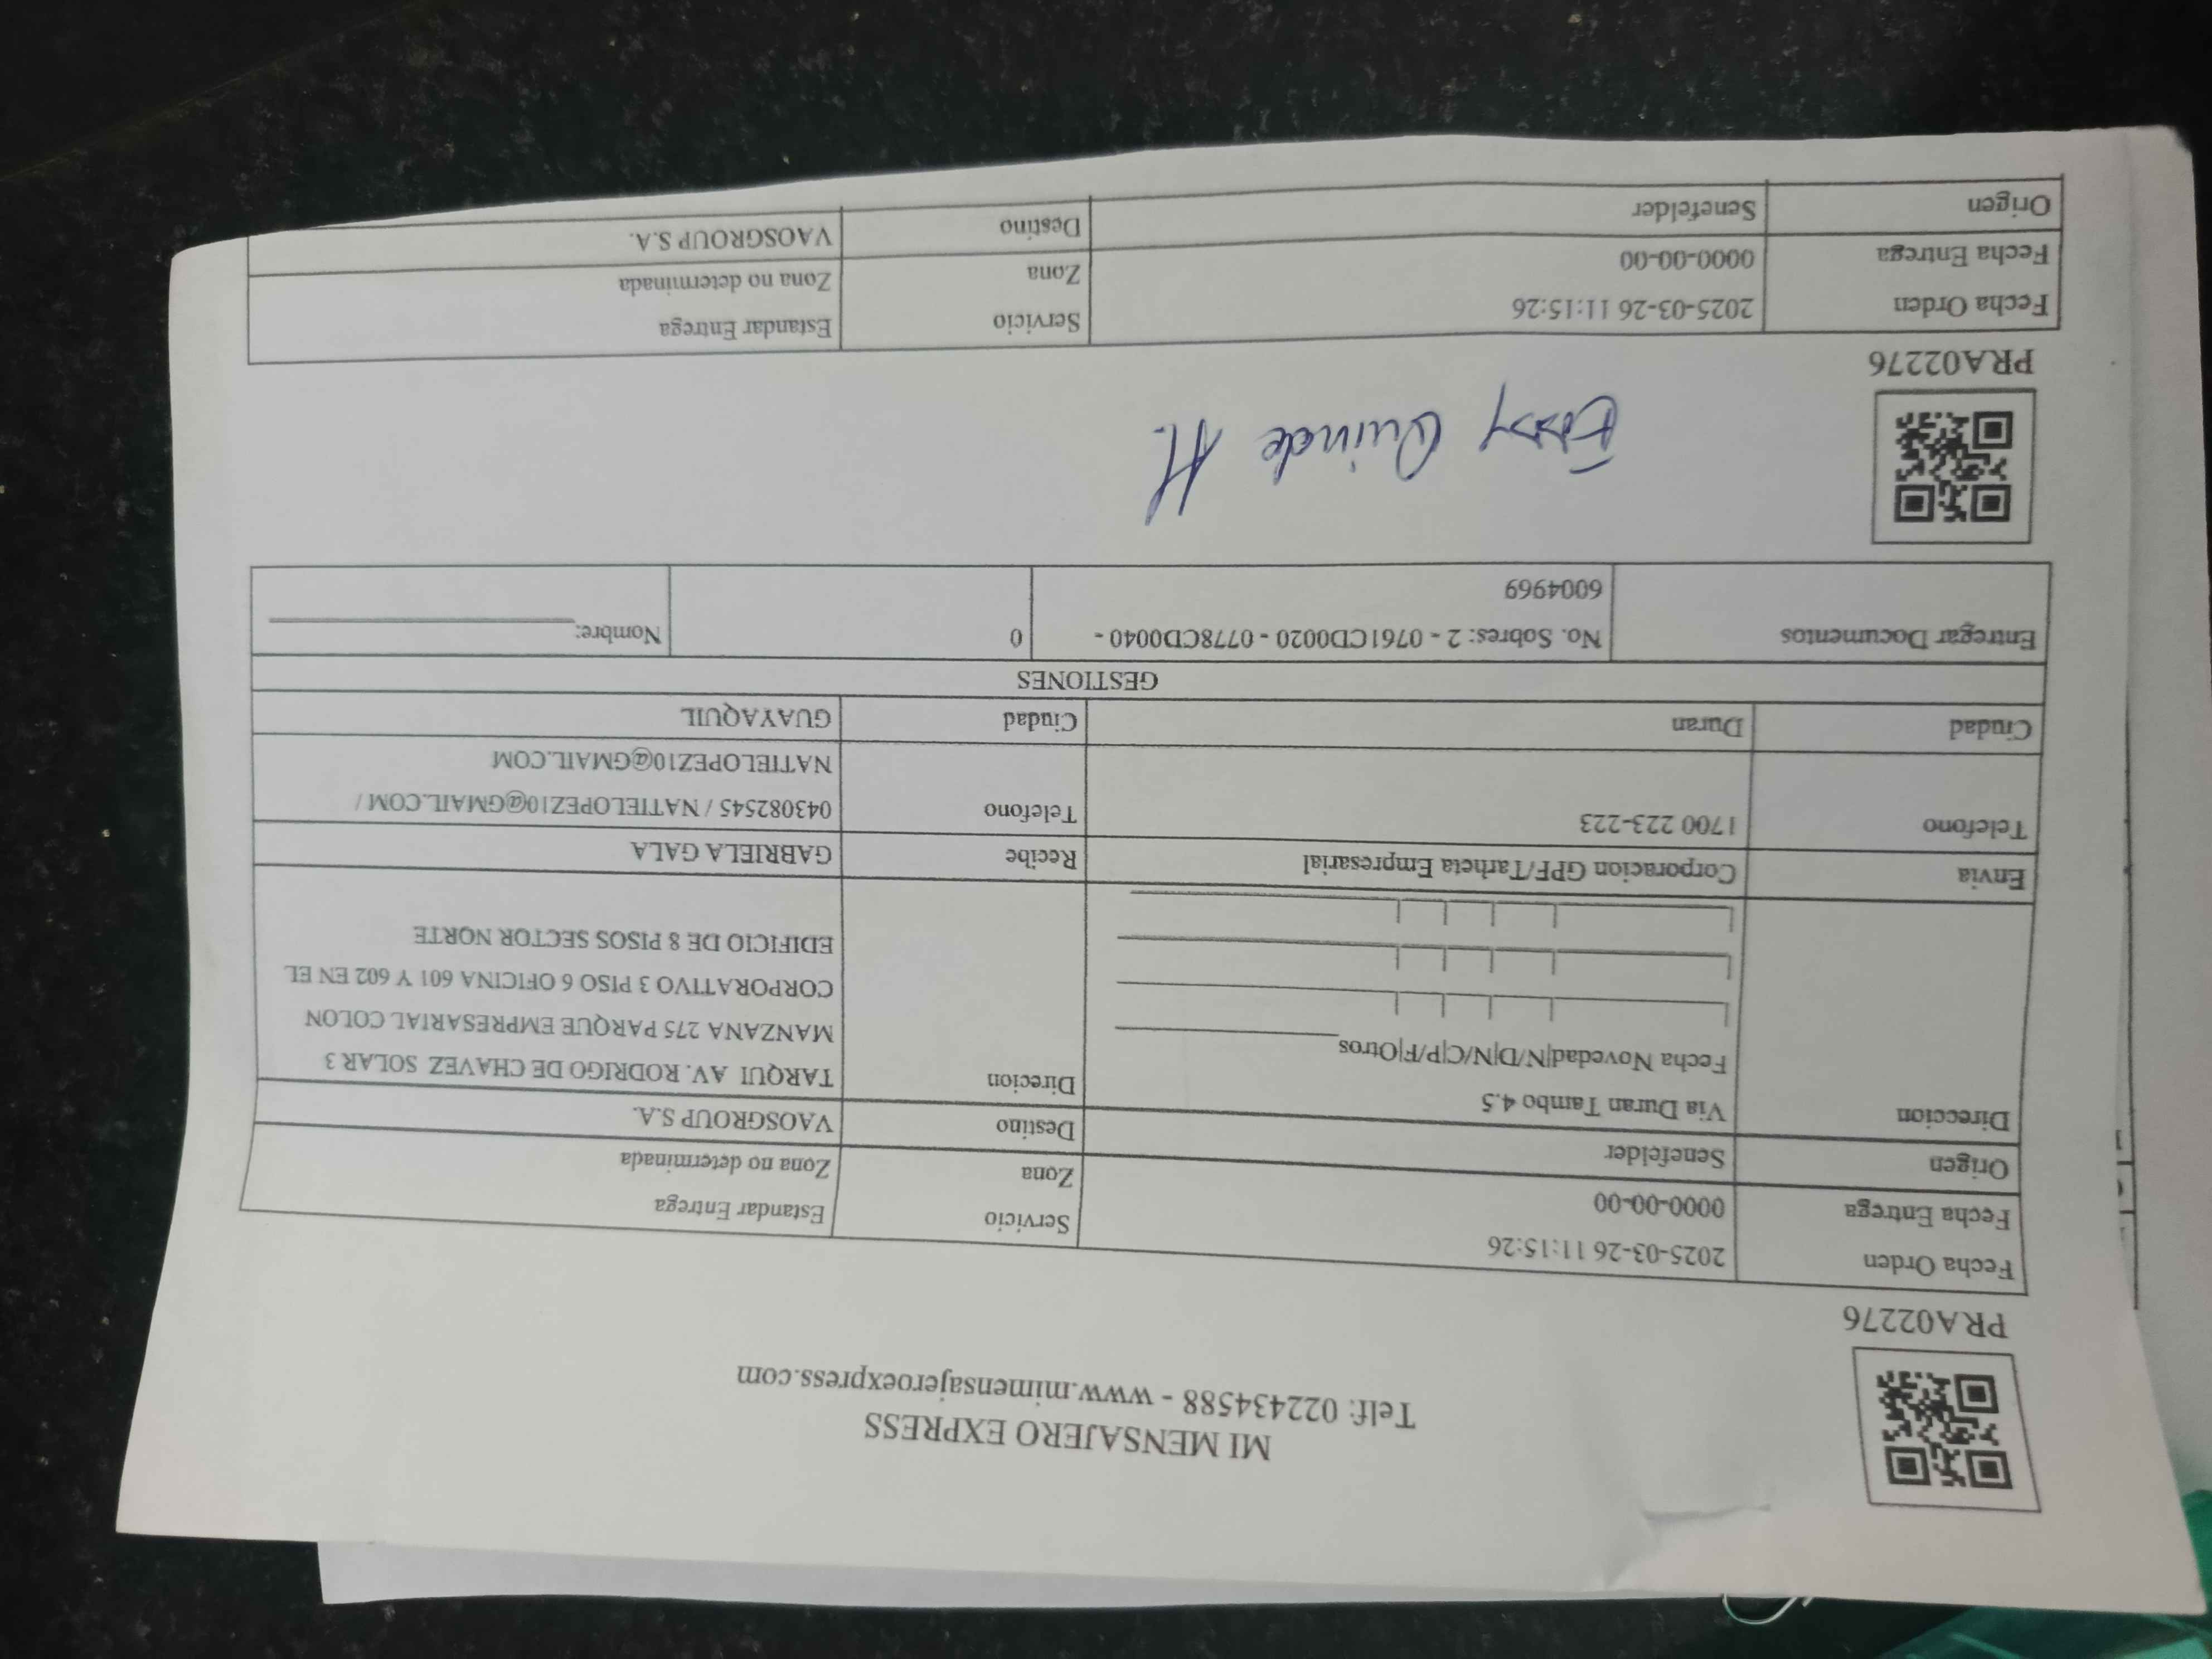 MI MENSAJERO EXPRESS
Telf: 022434588 - www.mimensajeroexpress.com
PRA02276
Fecha Orden 2025-03-26 11:15:26 Servicio Estandar Entrega
Fecha Entrega 0000-00-00 Zona Zona no determinada
Origen Senefelder Destino VAOSGROUP S.A.
Direccion Via Duran Tambo 4.5 Direcion TARQUI AV. RODRIGO DE CHAVEZ SOLAR 3
Fecha Novedad|N/D|N/C|P/F|Otros MANZANA 275 PARQUE EMPRESARIAL COLON
CORPORATIVO 3 PISO 6 OFICINA 601 Y 602 EN EL
EDIFICIO DE 8 PISOS SECTOR NORTE
Envia Corporacion GPF/Tarheta Empresarial Recibe GABRIELA GALA
Telefono 1700 223-223 Telefono 043082545 / NATIELOPEZ10@GMAIL.COM /
NATIELOPEZ10@GMAIL.COM
Ciudad Duran Ciudad GUAYAQUIL
GESTIONES
Entregar Documentos No. Sobres: 2 - 0761CD0020 - 0778CD0040 - 0 Nombre:
6004969
Quinde H.
PRA02276
Fecha Orden 2025-03-26 11:15:26 Servicio Estandar Entrega
Fecha Entrega 0000-00-00 Zona Zona no determinada
Origen Senefelder Destino VAOSGROUP S.A.